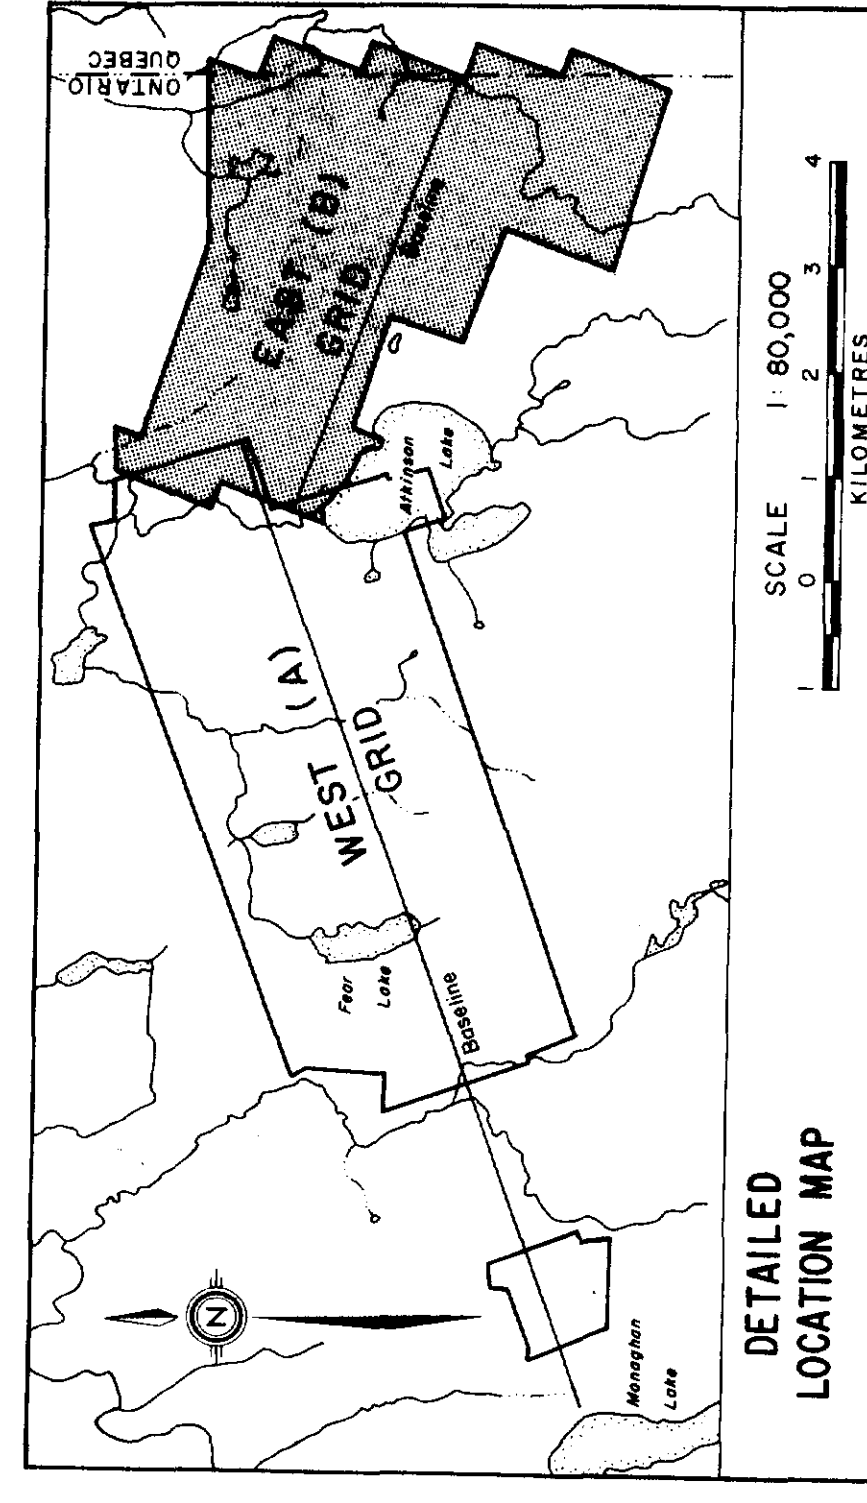 QUEBEC
ONTARIO
EAST (B)
GRID
Baseline
Atkinson
Lake
WEST (A)
GRID
Fear
Lake
Baseline
N
Monaghan
Lake
DETAILED
LOCATION MAP
SCALE 1:80,000
1 0 1 2 3 4
KILOMETRES